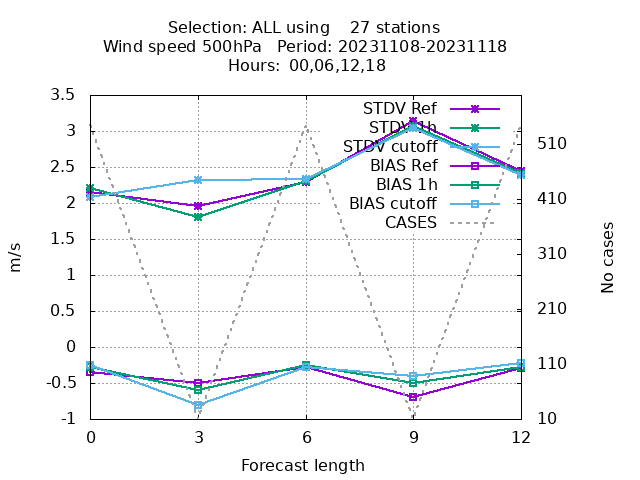 Selection: ALL using    27 stations
Wind speed 500hPa   Period: 20231108-20231118
Hours: 00,06,12,18
3.5
3
2.5
2
1.5
1
0.5
0
-0.5
-1
m/s
STDV Ref
STDV 1h
STDV cutoff
BIAS Ref
BIAS 1h
BIAS cutoff
CASES
510
410
310
210
110
10
No cases
0 3 6 9 12
Forecast length